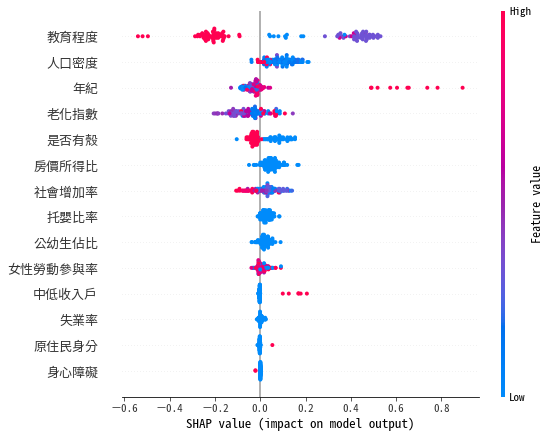 High
教育程度
人口密度
年紀
老化指數
是否有殼
房價所得比
社會增加率
托嬰比率
公幼生佔比
女性勞動參與率
中低收入戶
失業率
原住民身分
身心障礙
Feature value
Low
−0.6 −0.4 −0.2 0.0 0.2 0.4 0.6 0.8
SHAP value (impact on model output)